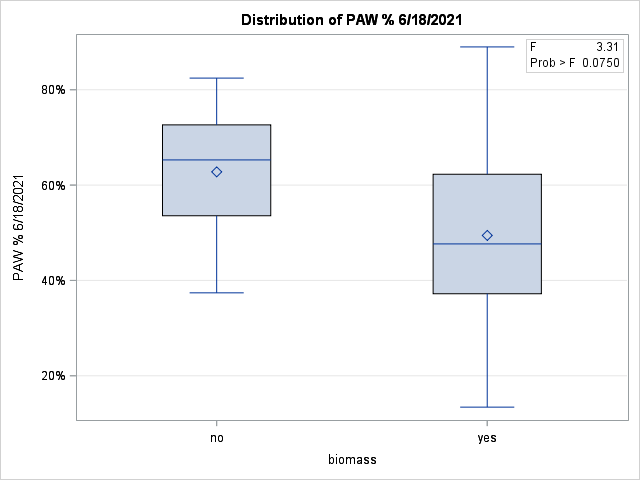 Distribution of PAW % 6/18/2021
F 3.31
Prob > F 0.0750
80%
60%
40%
20%
PAW % 6/18/2021
no yes
biomass